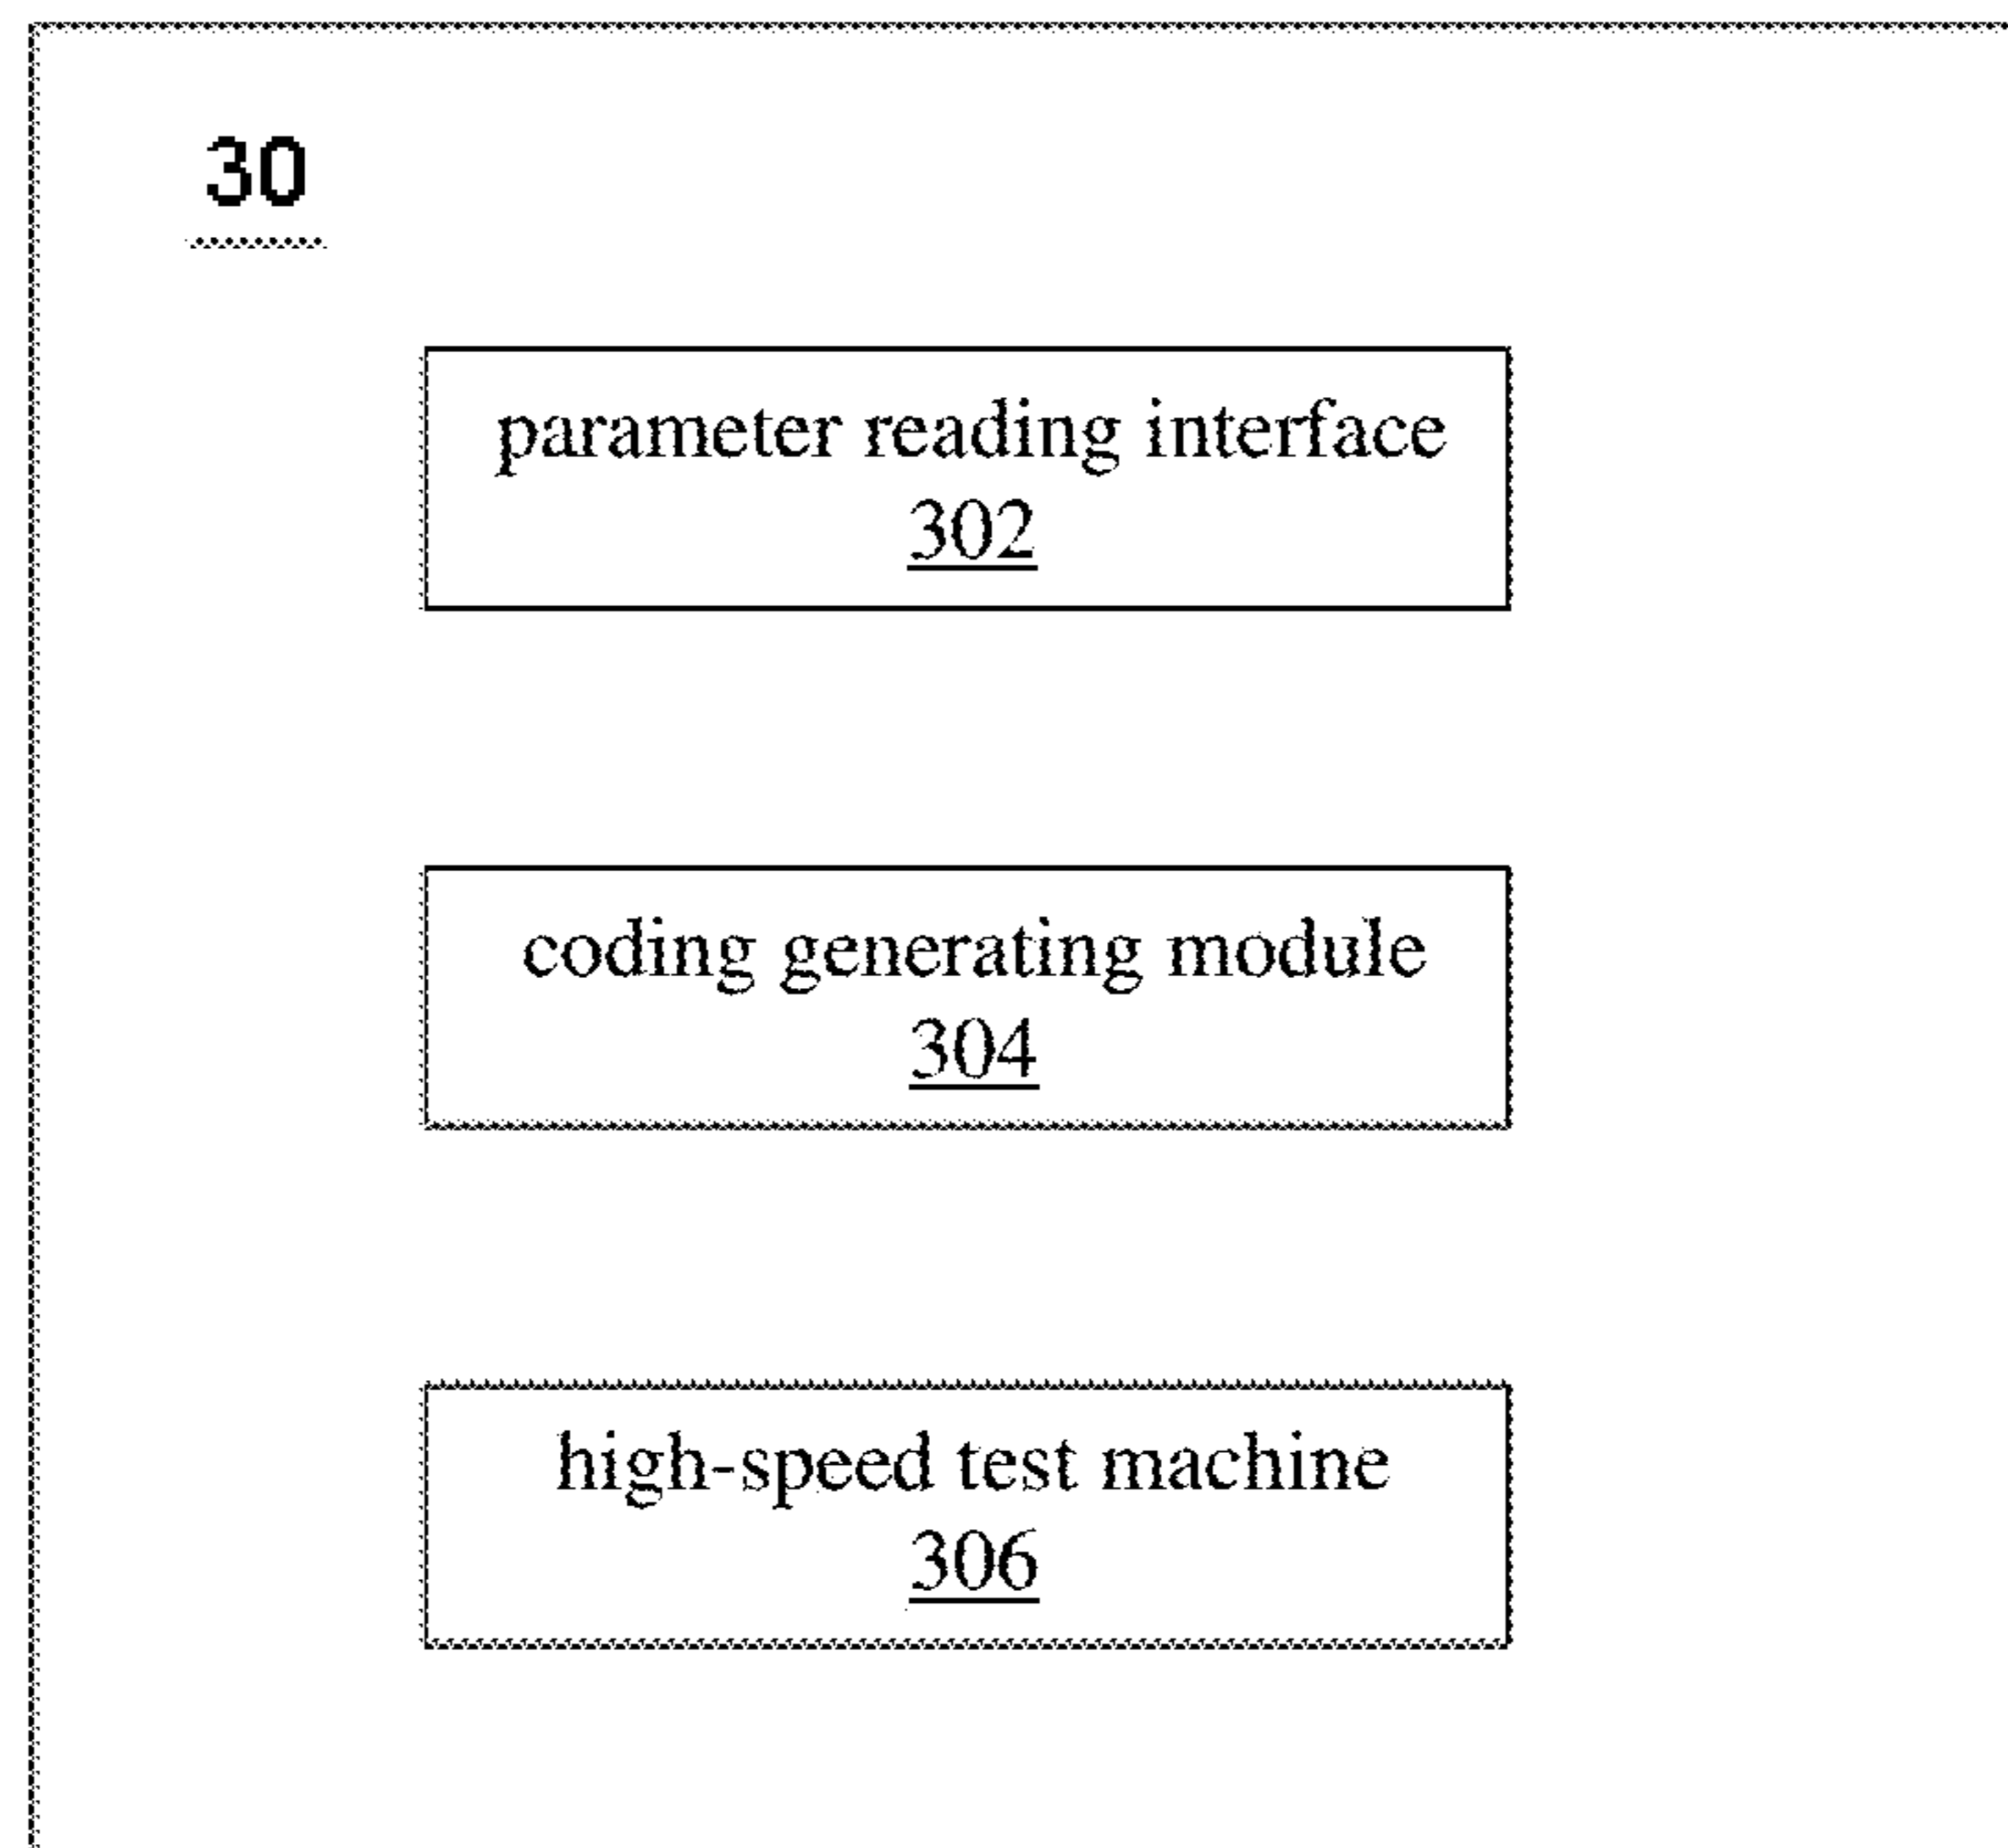 30
parameter reading interface
302
coding generating module
304
high-speed test machine
306